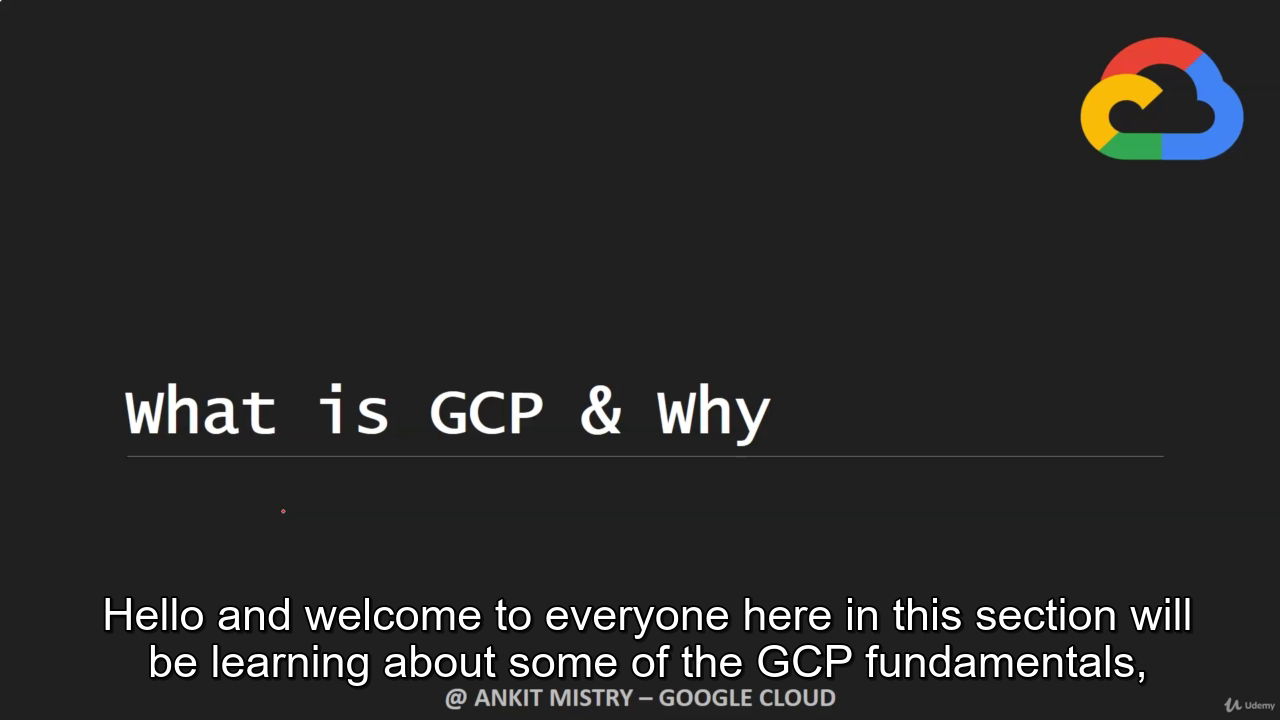 What is GCP & Why
Hello and welcome to everyone here in this section will
be learning about some of the GCP fundamentals,
@ ANKIT MISTRY – GOOGLE CLOUD
Udemy